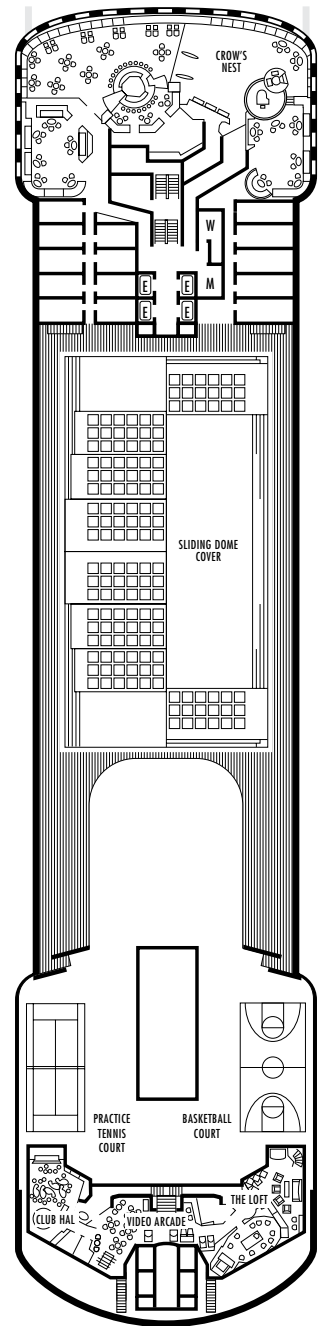 CROW'S
NEST
W
M
E
E
E
E
SLIDING DOME
COVER
PRACTICE
TENNIS
COURT
BASKETBALL
COURT
THE LOFT
CLUB HAL
VIDEO ARCADE